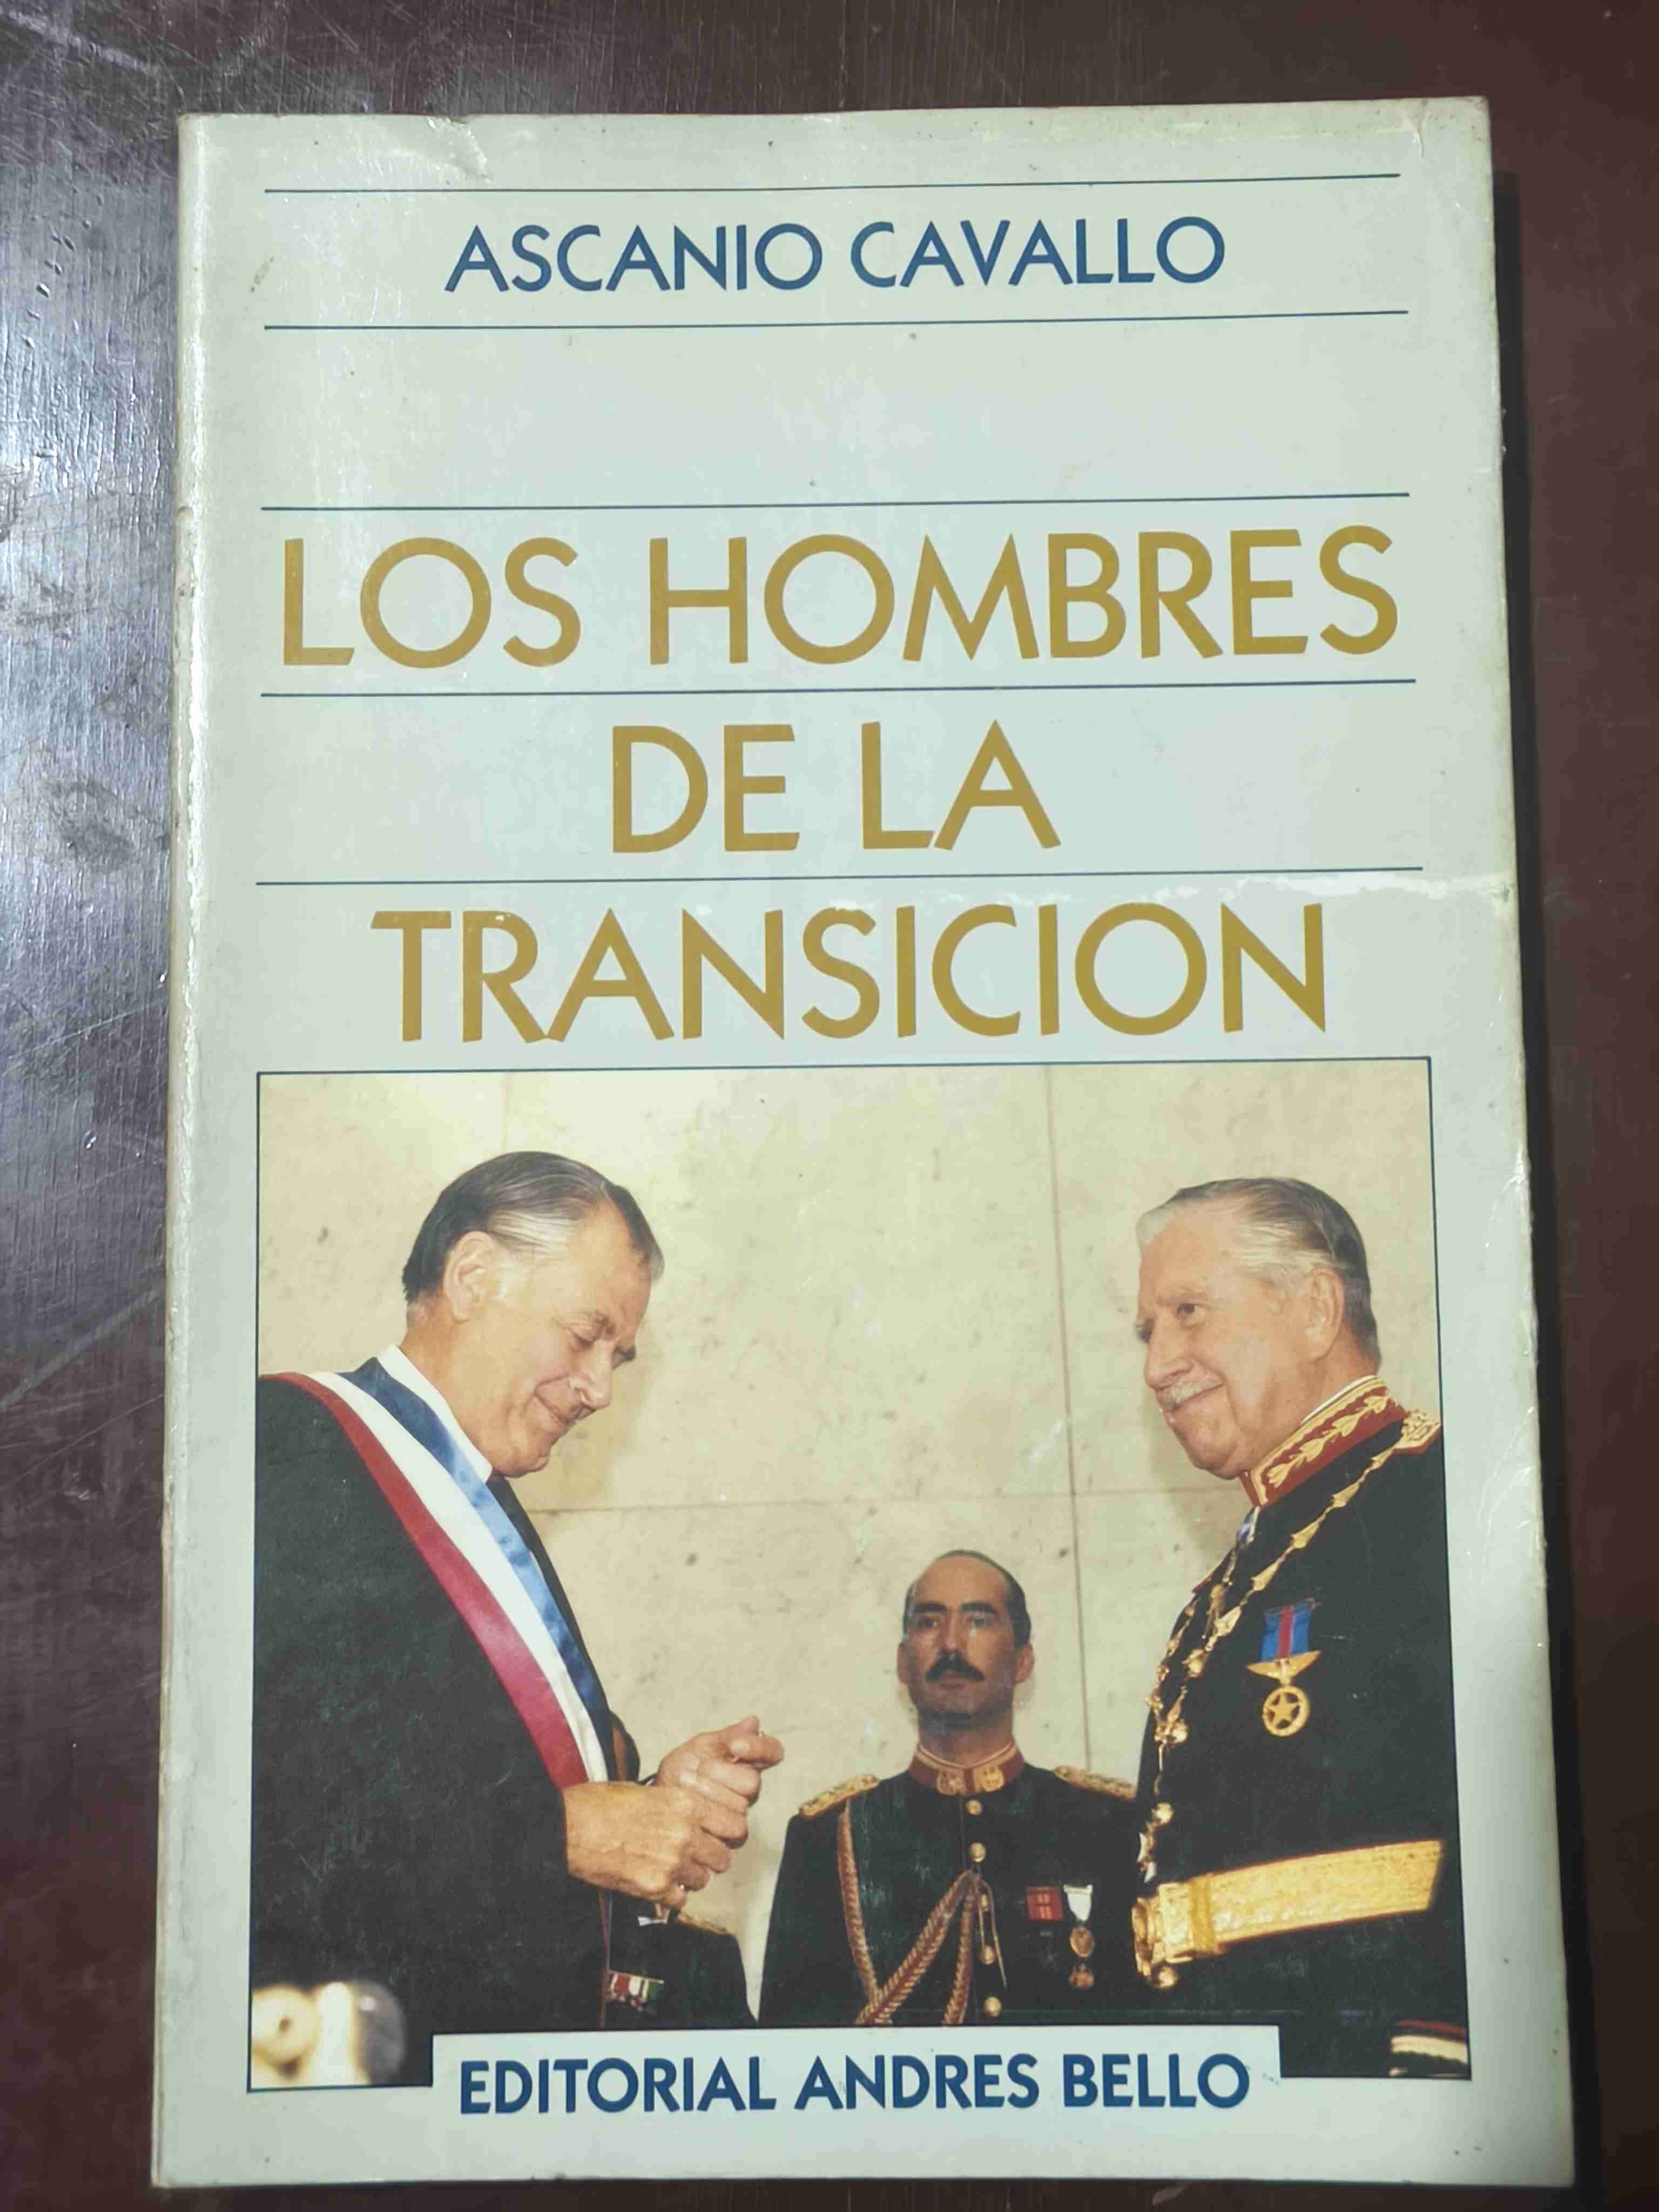 ASCANIO CAVALLO
LOS HOMBRES
DE LA
TRANSICION
EDITORIAL ANDRES BELLO